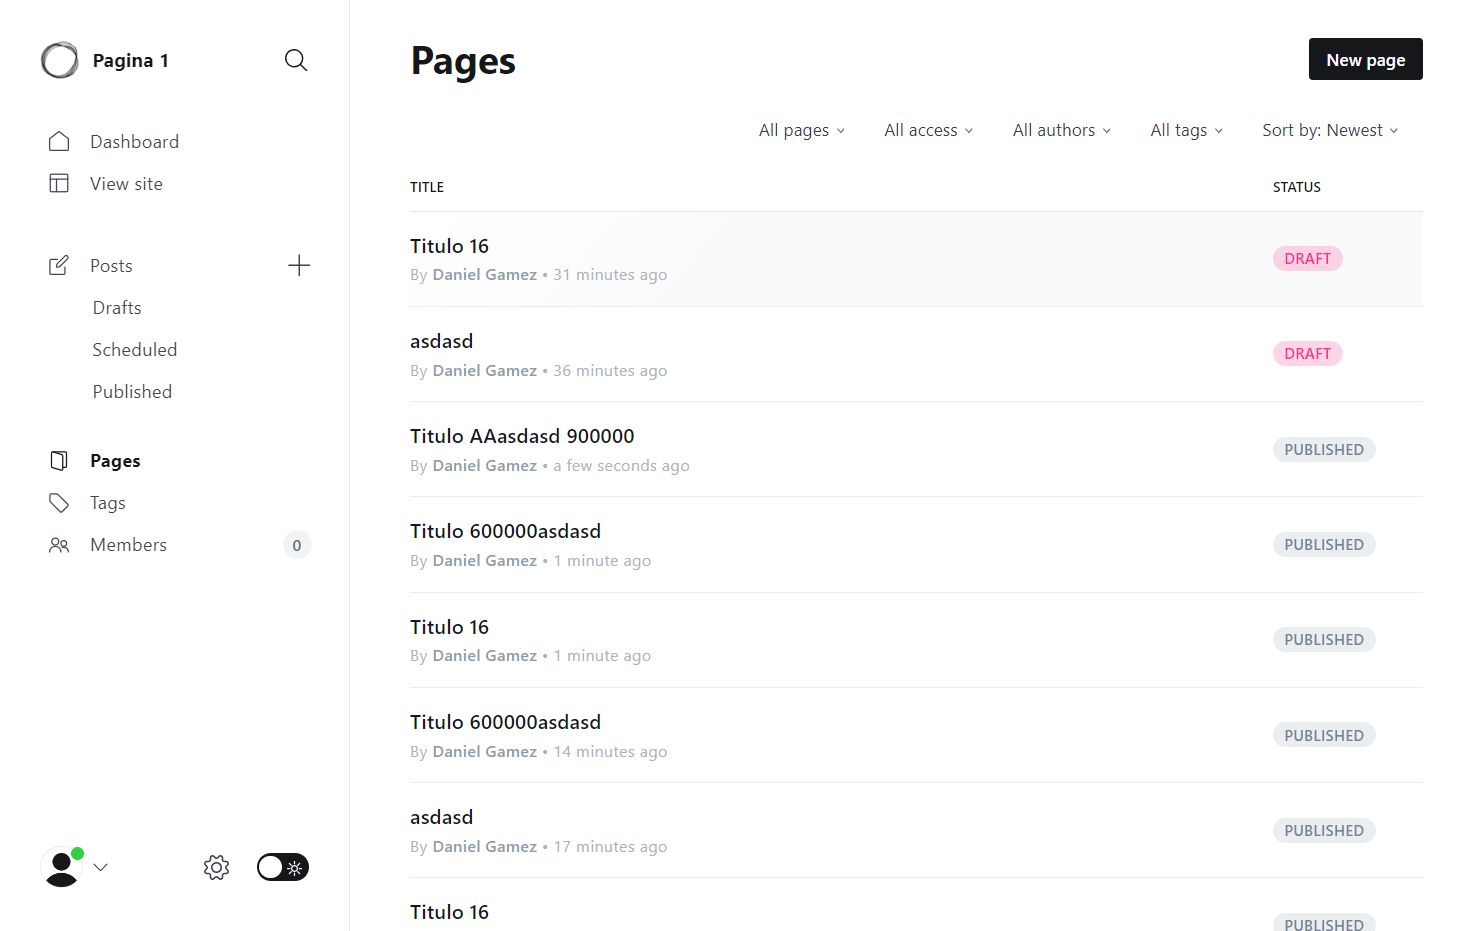 Pagina 1
Dashboard
View site
Posts
Drafts
Scheduled
Published
Pages
Tags
Members 0
Pages
New page
All pages All access All authors All tags Sort by: Newest
TITLE STATUS
Titulo 16
By Daniel Gamez • 31 minutes ago
DRAFT
asdasd
By Daniel Gamez • 36 minutes ago
DRAFT
Titulo AAasdasd 900000
By Daniel Gamez • a few seconds ago
PUBLISHED
Titulo 600000asdasd
By Daniel Gamez • 1 minute ago
PUBLISHED
Titulo 16
By Daniel Gamez • 1 minute ago
PUBLISHED
Titulo 600000asdasd
By Daniel Gamez • 14 minutes ago
PUBLISHED
asdasd
By Daniel Gamez • 17 minutes ago
PUBLISHED
Titulo 16
PUBLISHED